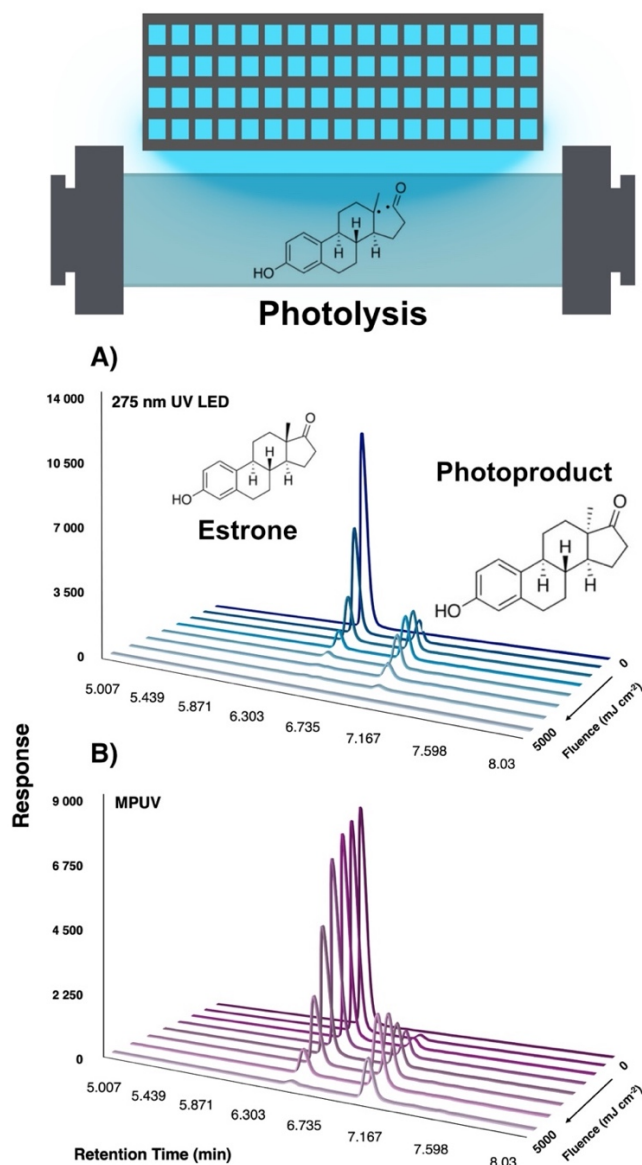 O
H
H
H
HO
Photolysis
A)
14 000
275 nm UV LED
10 500
7 000
3 500
0
O
H
H
H
HO
Estrone
Photoproduct
O
H
H
H
HO
5.007
5.439
5.871
6.303
6.735
7.167
7.598
8.03
0
5000
Fluence (mJ cm-2)
Response
B)
9 000
MPUV
6 750
4 500
2 250
0
5.007
5.439
5.871
6.303
6.735
7.167
7.598
8.03
0
5000
Fluence (mJ cm-2)
Retention Time (min)